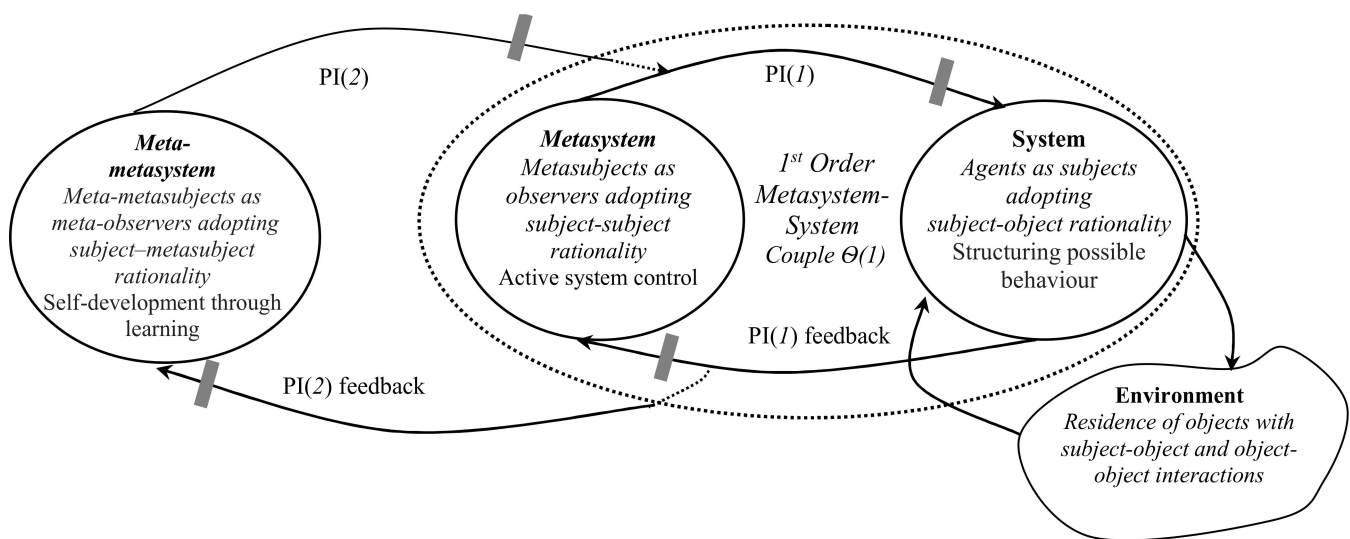 PI(2)
Meta-
metasystem
Meta-metasubjects as
meta-observers adopting
subject–metasubject
rationality
Self-development through
learning
PI(2) feedback
PI(1)
Metasystem
Metasubjects as
observers adopting
subject-subject
rationality
Active system control
1st Order
Metasystem-
System
Couple Θ(1)
PI(1) feedback
System
Agents as subjects
adopting
subject-object rationality
Structuring possible
behaviour
Environment
Residence of objects with
subject-object and object-
object interactions